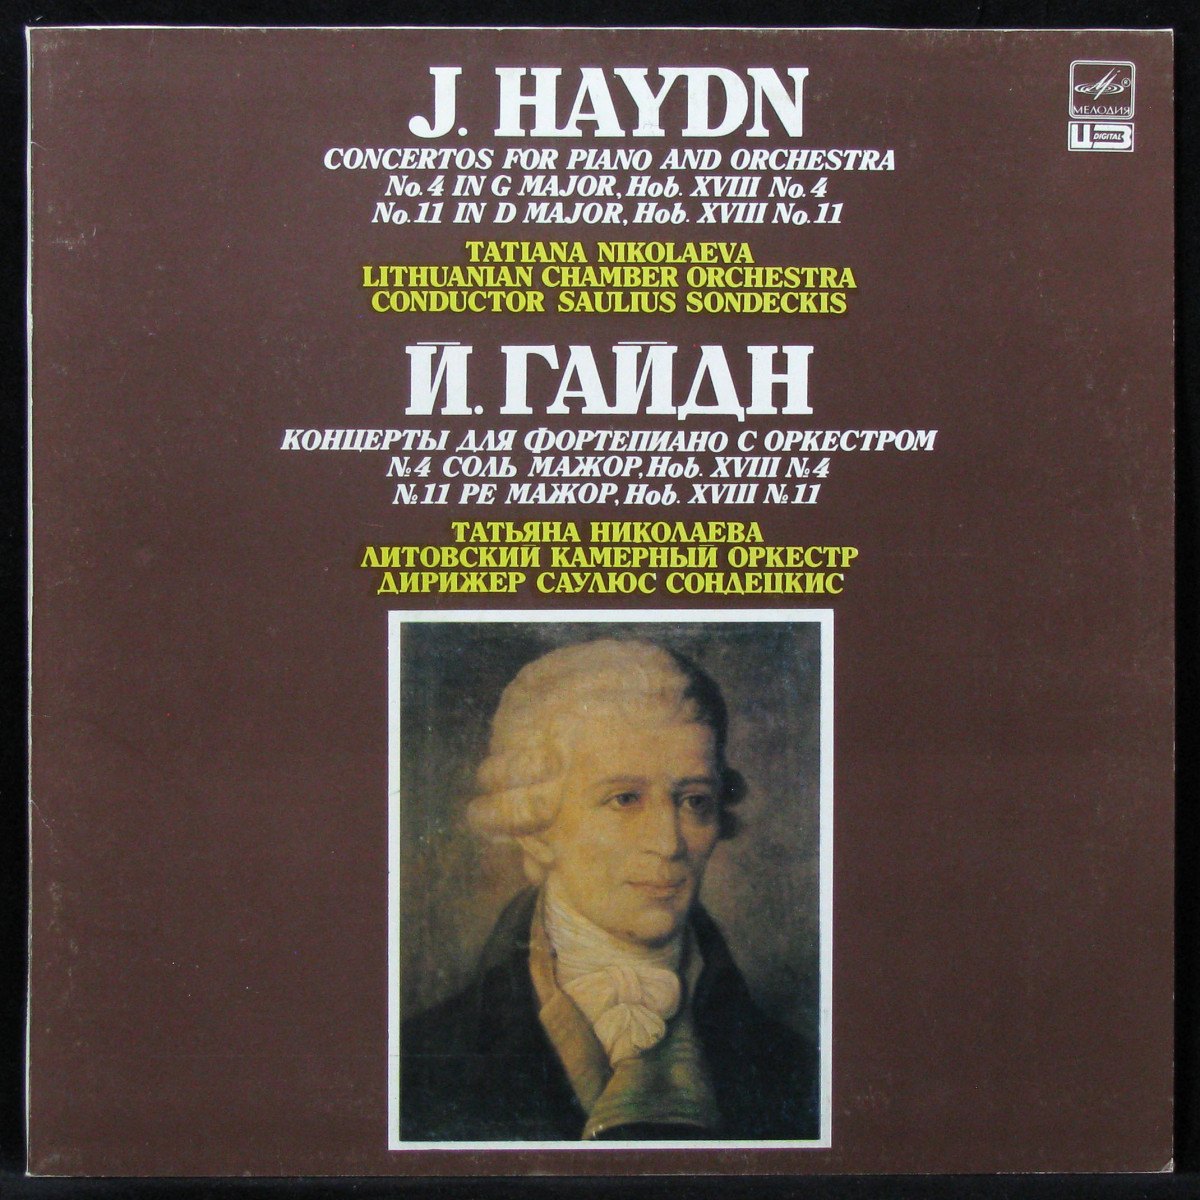 J. HAYDN
CONCERTOS FOR PIANO AND ORCHESTRA
No. 4 IN G MAJOR, Hob. XVIII No. 4
No. 11 IN D MAJOR, Hob. XVIII No. 11
TATIANA NIKOLAEVA
LITHUANIAN CHAMBER ORCHESTRA
CONDUCTOR SAULIUS SONDECKIS
Й. ГАЙДН
КОНЦЕРТЫ ДЛЯ ФОРТЕПИАНО С ОРКЕСТРОМ
№ 4 СОЛЬ МАЖОР, Hob. XVIII № 4
№ 11 РЕ МАЖОР, Hob. XVIII № 11
ТАТЬЯНА НИКОЛАЕВА
ЛИТОВСКИЙ КАМЕРНЫЙ ОРКЕСТР
ДИРИЖЕР САУЛЮС СОНДЕЦКИС
®
МЕЛОДИЯ
ЦЗ DIGITAL